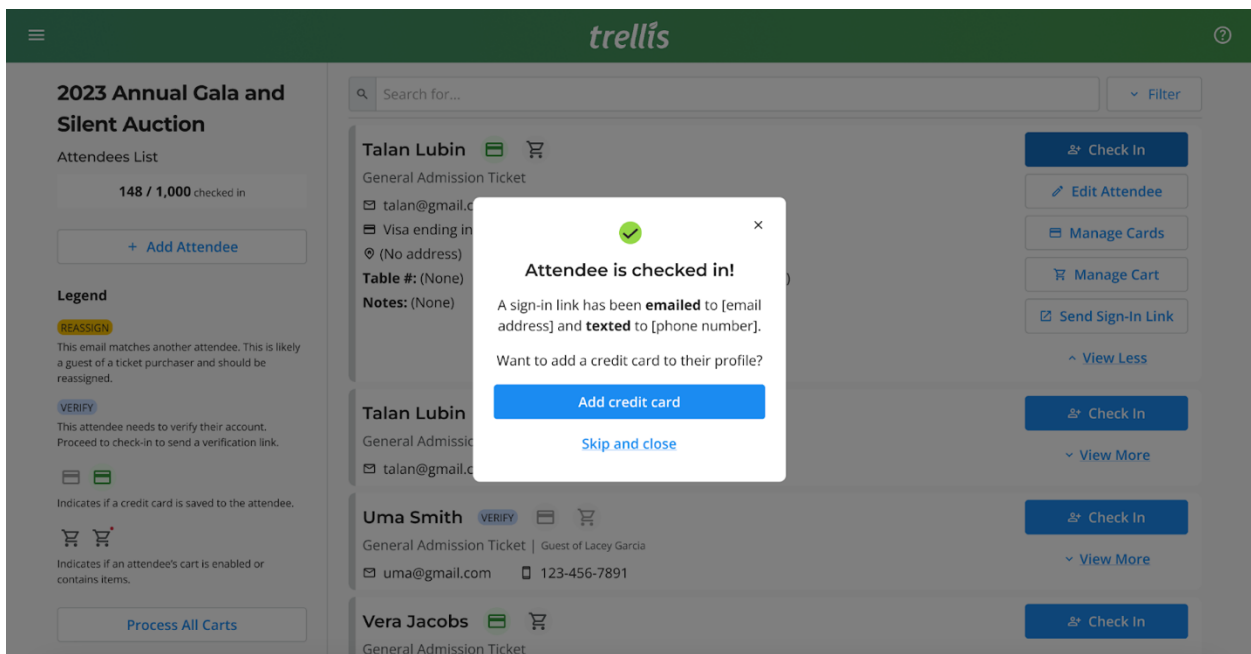 trellis
2023 Annual Gala and
Silent Auction
Attendees List
148 / 1,000 checked in
+ Add Attendee
Legend
REASSIGN
This email matches another attendee. This is likely
a guest of a ticket purchaser and should be
reassigned.
VERIFY
This attendee needs to verify their account.
Proceed to check-in to send a verification link.
Indicates if a credit card is saved to the attendee.
Indicates if an attendee's cart is enabled or
contains items.
Process All Carts
Search for...
Filter
Talan Lubin
General Admission Ticket
talan@gmail.c
Visa ending in
(No address)
Table #: (None)
)
Notes: (None)
Check In
Edit Attendee
Manage Cards
Manage Cart
Send Sign-In Link
View Less
Attendee is checked in!
A sign-in link has been emailed to [email
address] and texted to [phone number].
Want to add a credit card to their profile?
Add credit card
Skip and close
Talan Lubin
General Admissic
talan@gmail.c
Check In
View More
Uma Smith VERIFY
General Admission Ticket | Guest of Lacey Garcia
uma@gmail.com 123-456-7891
Check In
View More
Vera Jacobs
General Admission Ticket
Check In